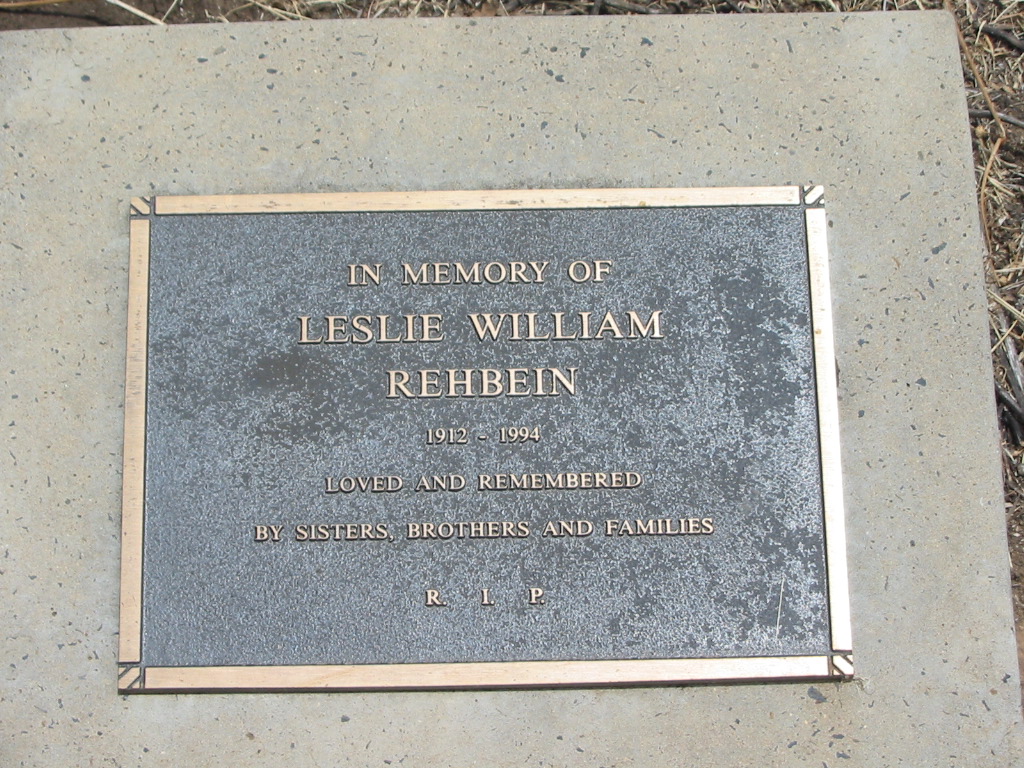 IN MEMORY OF
LESLIE WILLIAM
REHBEIN
1912 - 1994
LOVED AND REMEMBERED
BY SISTERS, BROTHERS AND FAMILIES
R. I. P.